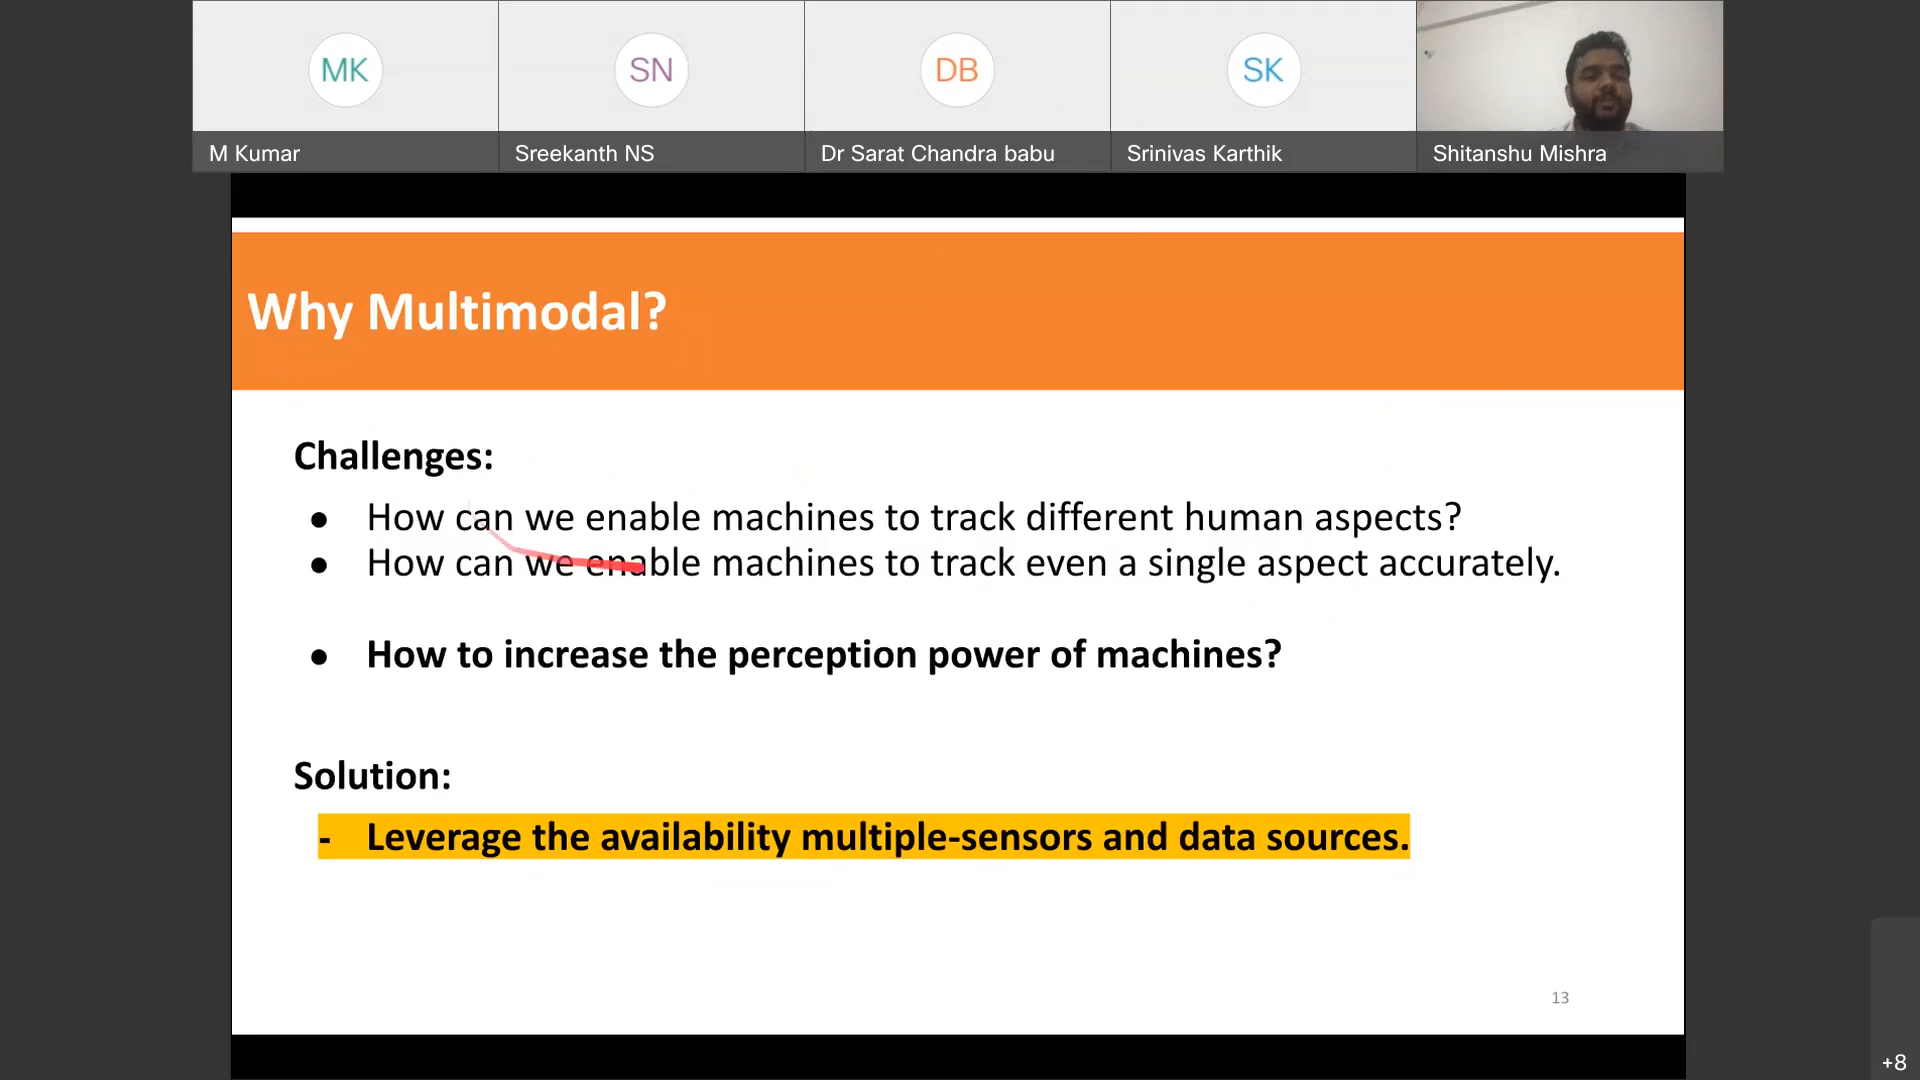 MK
SN
DB
SK
M Kumar
Sreekanth NS
Dr Sarat Chandra babu
Srinivas Karthik
Shitanshu Mishra
Why Multimodal?
Challenges:
● How can we enable machines to track different human aspects?
● How can we enable machines to track even a single aspect accurately.
● How to increase the perception power of machines?
Solution:
- Leverage the availability multiple-sensors and data sources.
13
+8